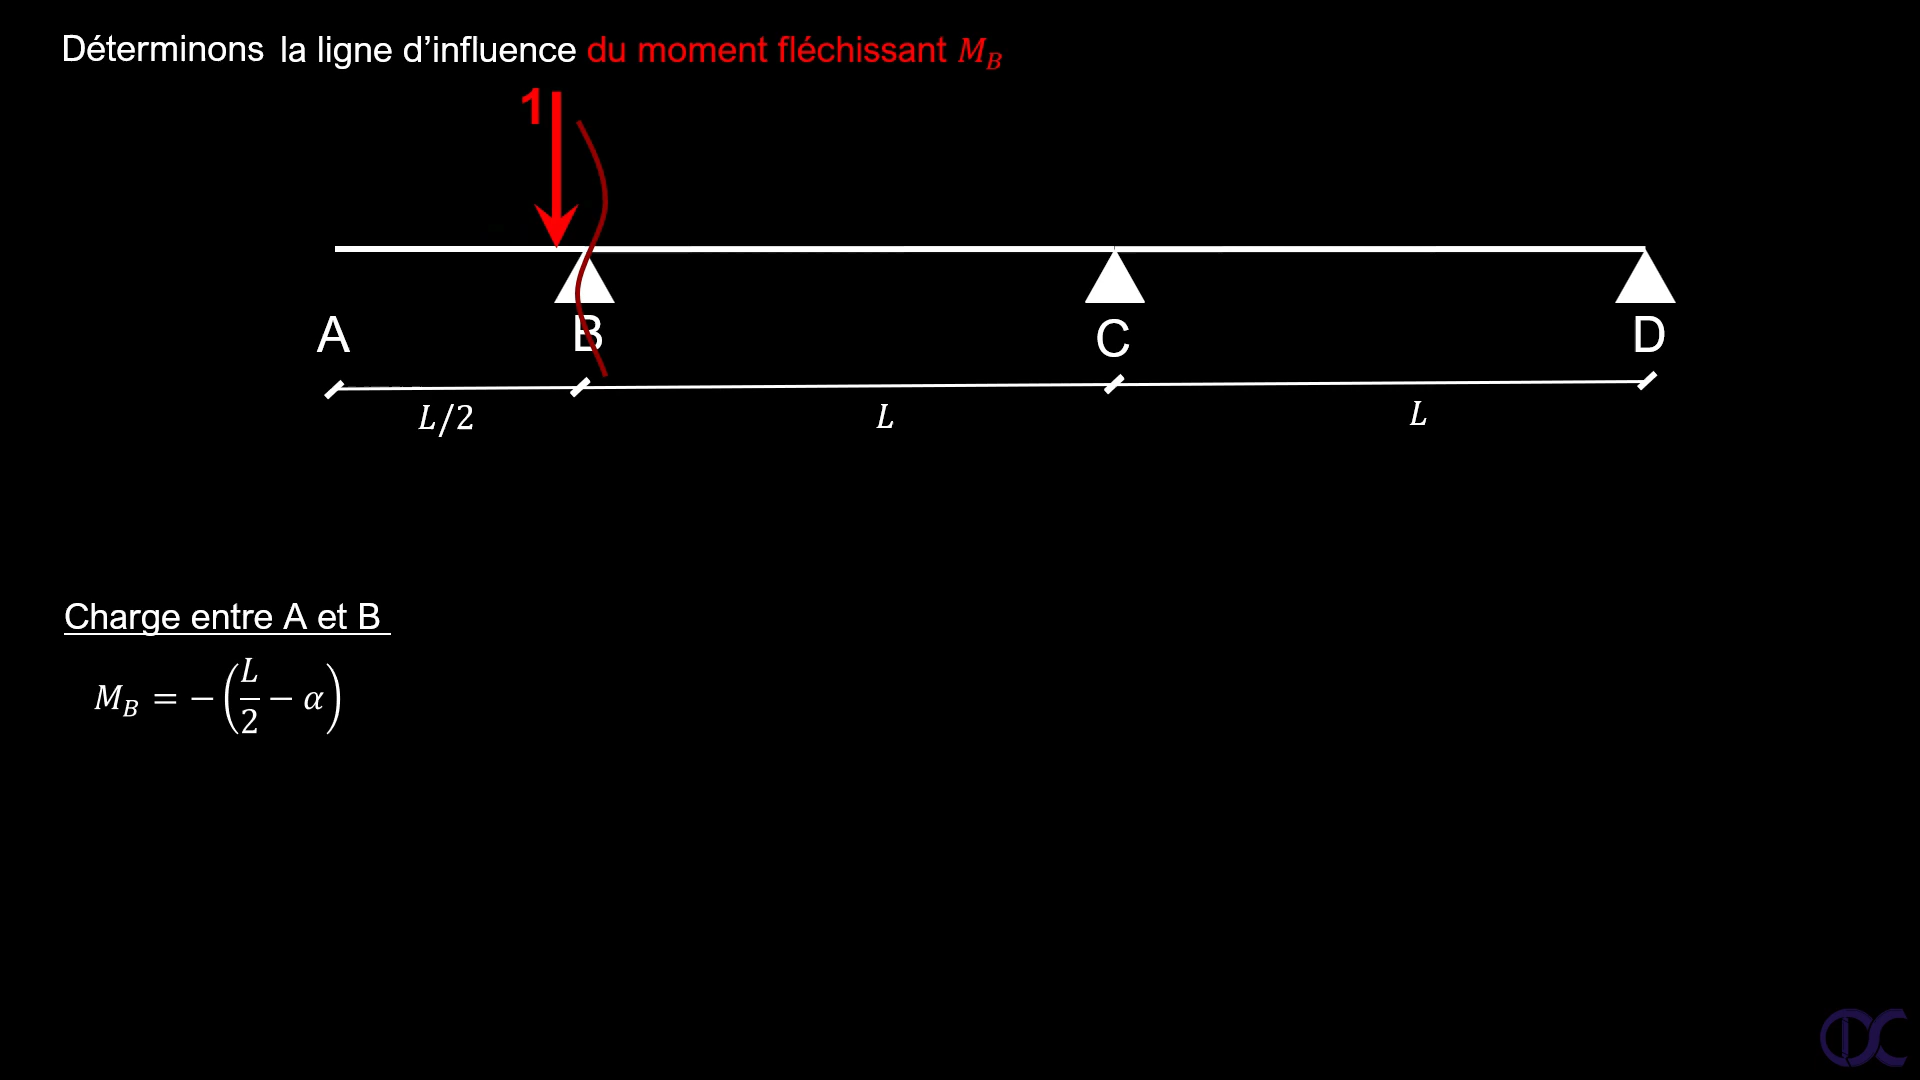 Déterminons la ligne d’influence du moment fléchissant M_B
1
A B C D
L/2 L L
Charge entre A et B
M_B = −(L/2 − α)